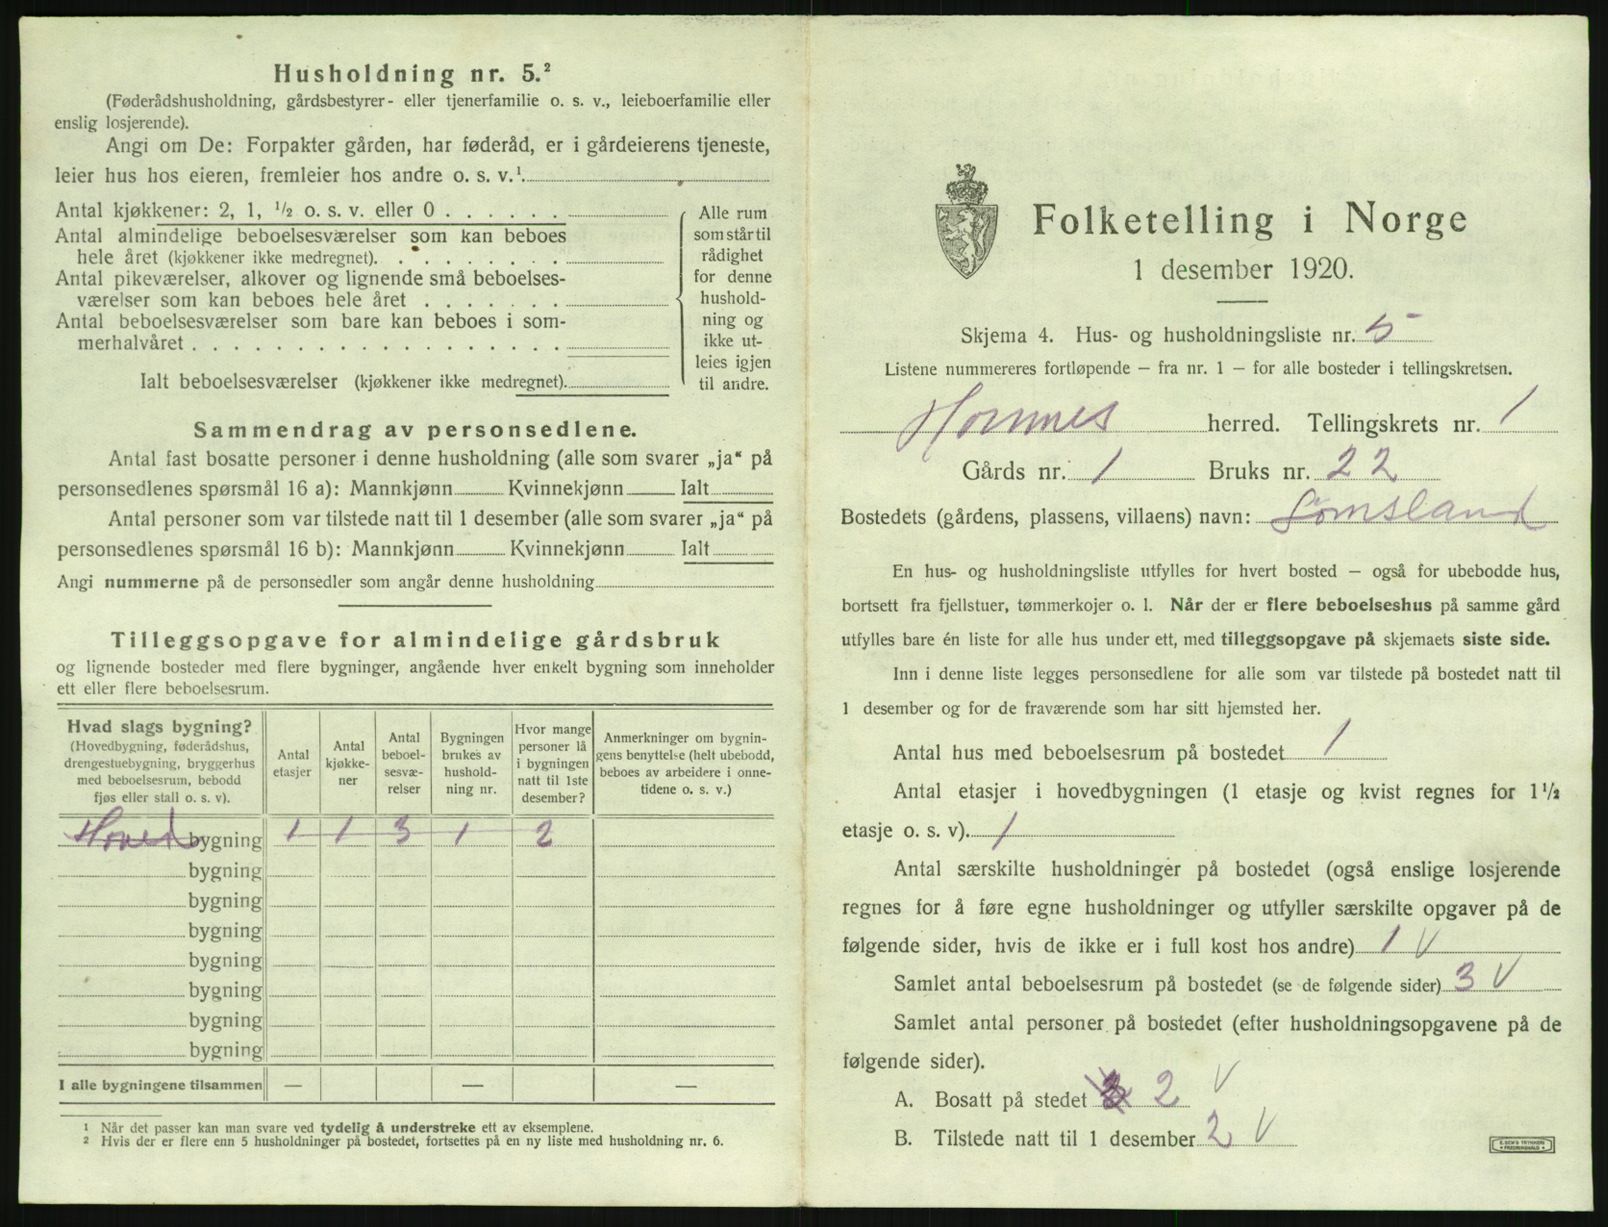 Husholdning nr. 5.²
(Føderådshusholdning, gårdsbestyrer- eller tjenerfamilie o. s. v., leieboerfamilie eller
enslig losjerende).
Angi om De: Forpakter gården, har føderåd, er i gårdeierens tjeneste,
leier hus hos eieren, fremleier hos andre o. s. v.¹
Antal kjøkkener: 2, 1, ½ o. s. v. eller 0
Antal almindelige beboelsesværelser som kan beboes
hele året (kjøkkener ikke medregnet).
Antal pikeværelser, alkover og lignende små beboelses-
værelser som kan beboes hele året
Antal beboelsesværelser som bare kan beboes i som-
merhalvåret
Ialt beboelsesværelser (kjøkkener ikke medregnet).
Alle rum
som står til
rådighet
for denne
hushold-
ning og
ikke ut-
leies igjen
til andre.
Sammendrag av personsedlene.
Antal fast bosatte personer i denne husholdning (alle som svarer „ja“ på
personsedlenes spørsmål 16 a): Mannkjønn Kvinnekjønn Ialt
Antal personer som var tilstede natt til 1 desember (alle som svarer „ja“ på
personsedlenes spørsmål 16 b): Mannkjønn Kvinnekjønn Ialt
Angi nummerne på de personsedler som angår denne husholdning
Tilleggsopgave for almindelige gårdsbruk
og lignende bosteder med flere bygninger, angående hver enkelt bygning som inneholder
ett eller flere beboelsesrum.
Hvad slags bygning?
(Hovedbygning, føderådshus,
drengestuebygning, bryggerhus
med beboelsesrum, bebodd
fjøs eller stall o. s. v).
Antal
etasjer
Antal
kjøkke-
ner
Antal
beboel-
sesvæ-
relser
Bygningen
brukes av
hushold-
ning nr.
Hvor mange
personer lå
i bygningen
natt til 1ste
desember?
Anmerkninger om bygnin-
gens benyttelse (helt ubebodd,
beboes av arbeidere i onne-
tidene o. s. v.)
Hovedbygning 1 1 3 1 2
bygning
bygning
bygning
bygning
bygning
bygning
bygning
I alle bygningene tilsammen — — —
¹ Når det passer kan man svare ved tydelig å understreke ett av eksemplene.
² Hvis der er flere enn 5 husholdninger på bostedet, fortsettes på en ny liste med husholdning nr. 6.
Folketelling i Norge
1 desember 1920.
Skjema 4. Hus- og husholdningsliste nr. 5
Listene nummereres fortløpende – fra nr. 1 – for alle bosteder i tellingskretsen.
Hommes herred. Tellingskrets nr. 1
Gårds nr. 1 Bruks nr. 22
Bostedets (gårdens, plassens, villaens) navn: Sømsland
En hus- og husholdningsliste utfylles for hvert bosted – også for ubebodde hus,
bortsett fra fjellstuer, tømmerkojer o. l. Når der er flere beboelseshus på samme gård
utfylles bare én liste for alle hus under ett, med tilleggsopgave på skjemaets siste side.
Inn i denne liste legges personsedlene for alle som var tilstede på bostedet natt til
1 desember og for de fraværende som har sitt hjemsted her.
Antal hus med beboelsesrum på bostedet 1
Antal etasjer i hovedbygningen (1 etasje og kvist regnes for 1½
etasje o. s. v). 1
Antal særskilte husholdninger på bostedet (også enslige losjerende
regnes for å føre egne husholdninger og utfyller særskilte opgaver på de
følgende sider, hvis de ikke er i full kost hos andre) 1 V
Samlet antal beboelsesrum på bostedet (se de følgende sider) 3 V
Samlet antal personer på bostedet (efter husholdningsopgavene på de
følgende sider).
A. Bosatt på stedet 2 V
B. Tilstede natt til 1 desember 2 V